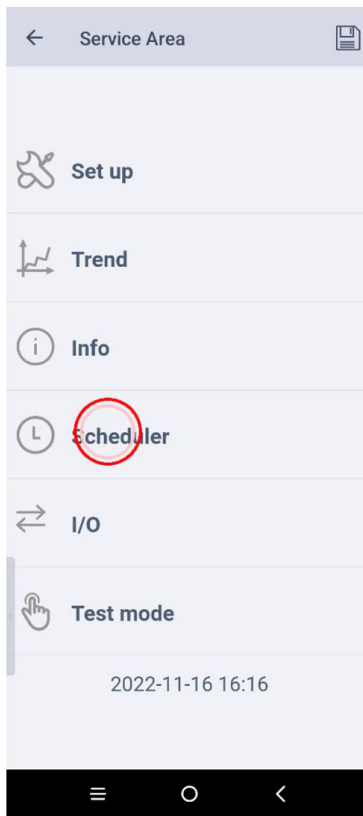 Service Area
Set up
Trend
Info
Scheduler
I/O
Test mode
2022-11-16 16:16